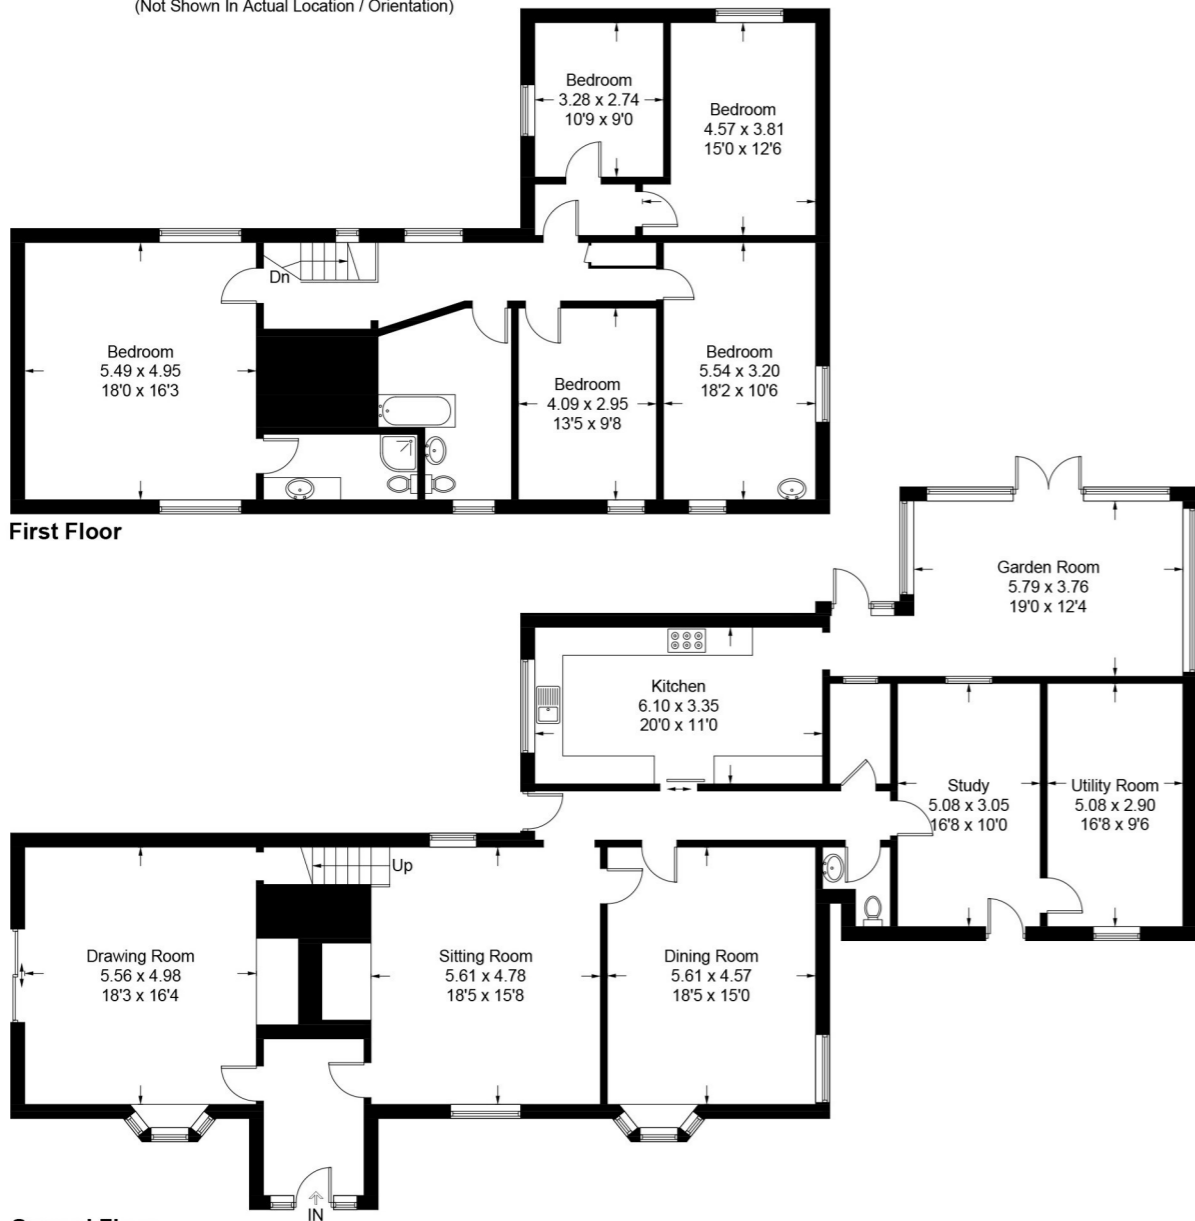 (Not Shown In Actual Location / Orientation)
Bedroom
3.28 x 2.74
10'9 x 9'0
Bedroom
4.57 x 3.81
15'0 x 12'6
Dn
Bedroom
5.49 x 4.95
18'0 x 16'3
Bedroom
4.09 x 2.95
13'5 x 9'8
Bedroom
5.54 x 3.20
18'2 x 10'6
First Floor
Garden Room
5.79 x 3.76
19'0 x 12'4
Kitchen
6.10 x 3.35
20'0 x 11'0
Study
5.08 x 3.05
16'8 x 10'0
Utility Room
5.08 x 2.90
16'8 x 9'6
Up
Drawing Room
5.56 x 4.98
18'3 x 16'4
Sitting Room
5.61 x 4.78
18'5 x 15'8
Dining Room
5.61 x 4.57
18'5 x 15'0
IN